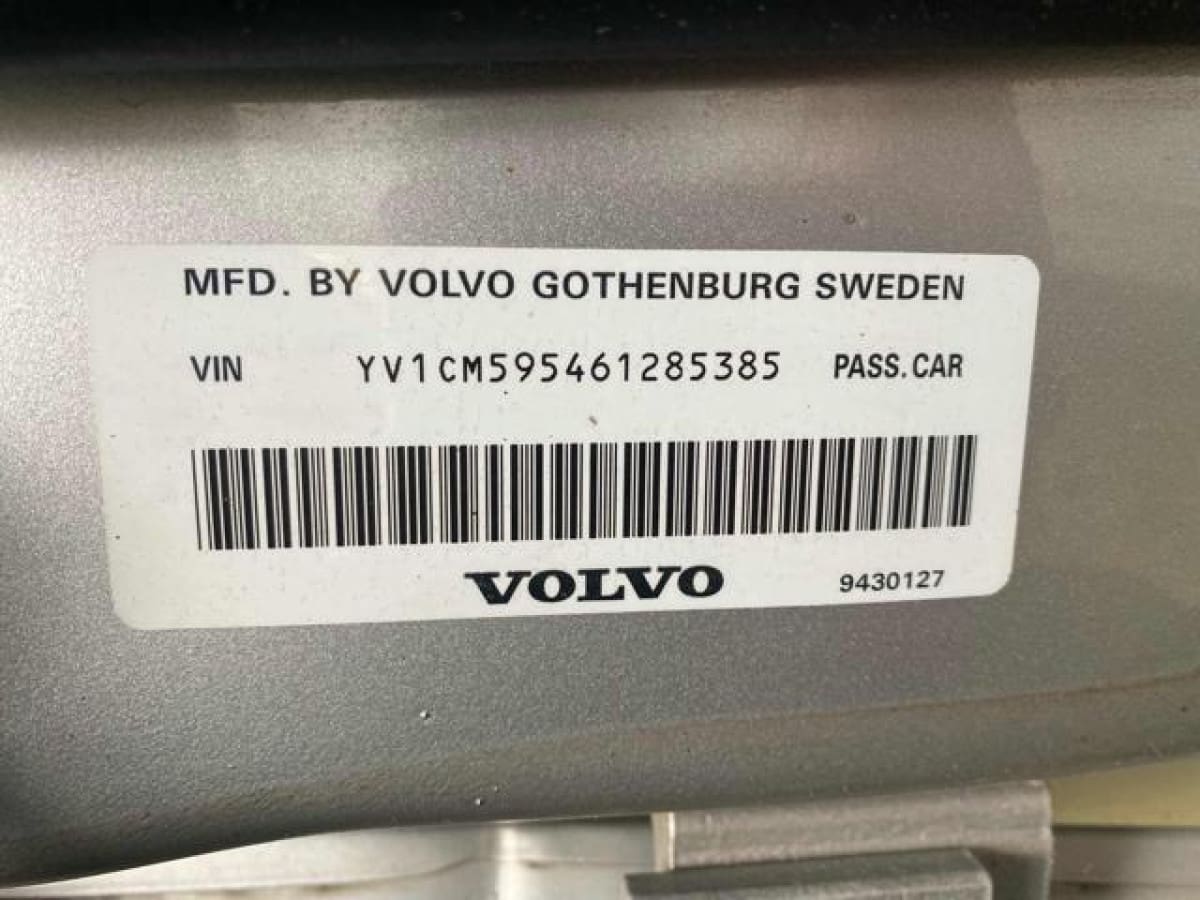 MFD. BY VOLVO GOTHENBURG SWEDEN
VIN YV1CM595461285385 PASS.CAR
VOLVO 9430127